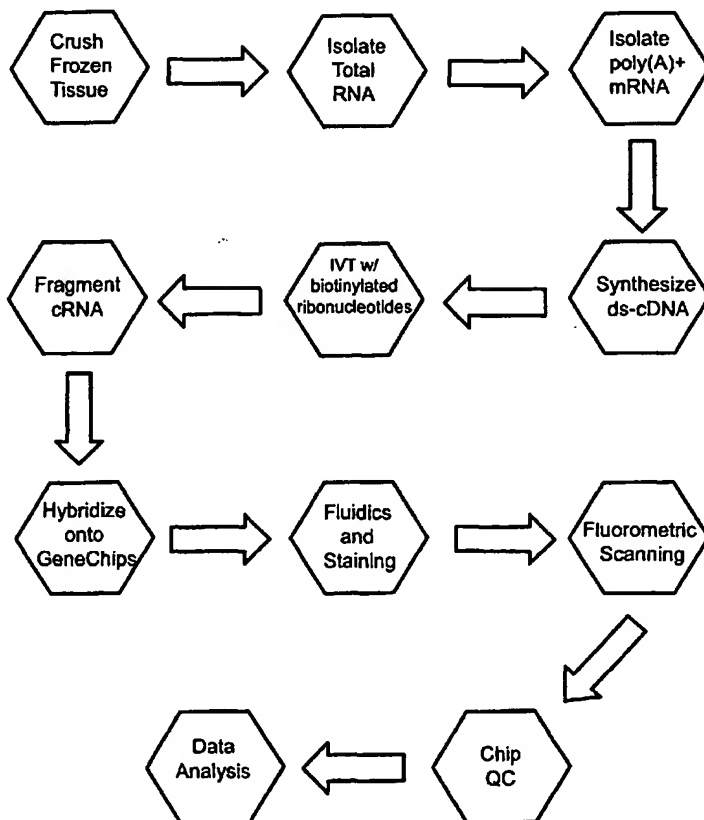 Crush
Frozen
Tissue
Isolate
Total
RNA
Isolate
poly(A)+
mRNA
Synthesize
ds-cDNA
IVT w/
biotinylated
ribonucleotides
Fragment
cRNA
Hybridize
onto
GeneChips
Fluidics
and
Staining
Fluorometric
Scanning
Chip
QC
Data
Analysis